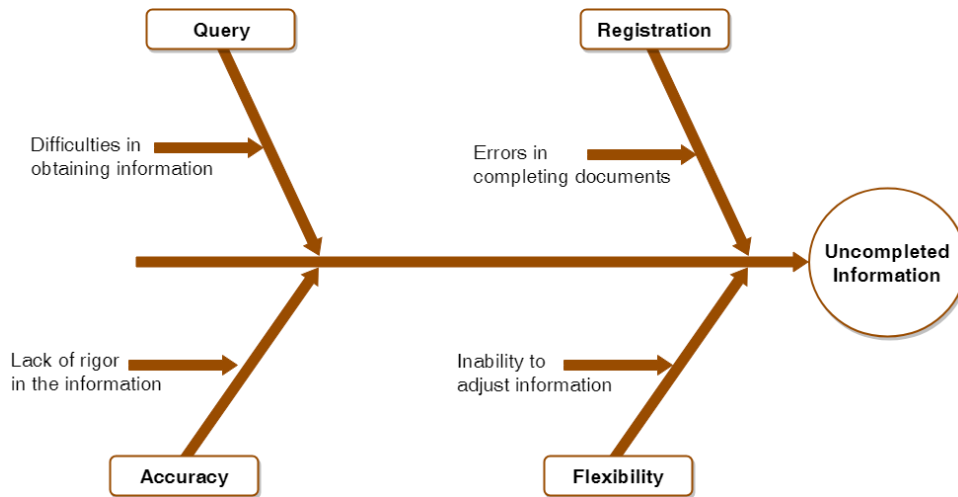 Query
Registration
Difficulties in
obtaining information
Errors in
completing documents
Uncompleted
Information
Lack of rigor
in the information
Inability to
adjust information
Accuracy
Flexibility